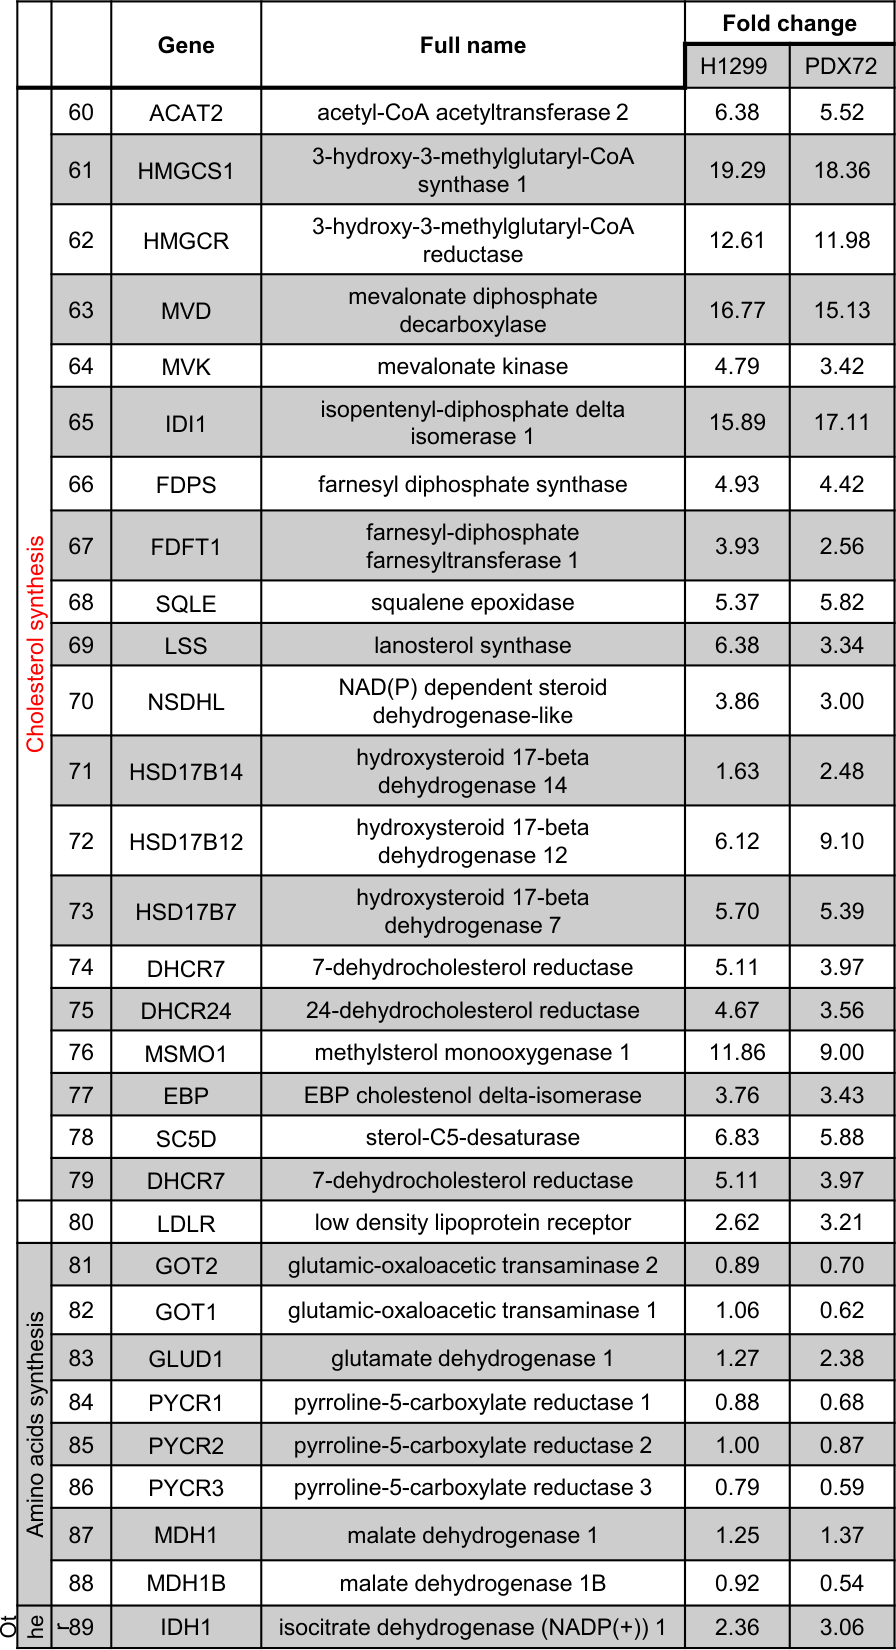 Gene Full name Fold change
H1299 PDX72
Cholesterol synthesis
60 ACAT2 acetyl-CoA acetyltransferase 2 6.38 5.52
61 HMGCS1 3-hydroxy-3-methylglutaryl-CoA
synthase 1 19.29 18.36
62 HMGCR 3-hydroxy-3-methylglutaryl-CoA
reductase 12.61 11.98
63 MVD mevalonate diphosphate
decarboxylase 16.77 15.13
64 MVK mevalonate kinase 4.79 3.42
65 IDI1 isopentenyl-diphosphate delta
isomerase 1 15.89 17.11
66 FDPS farnesyl diphosphate synthase 4.93 4.42
67 FDFT1 farnesyl-diphosphate
farnesyltransferase 1 3.93 2.56
68 SQLE squalene epoxidase 5.37 5.82
69 LSS lanosterol synthase 6.38 3.34
70 NSDHL NAD(P) dependent steroid
dehydrogenase-like 3.86 3.00
71 HSD17B14 hydroxysteroid 17-beta
dehydrogenase 14 1.63 2.48
72 HSD17B12 hydroxysteroid 17-beta
dehydrogenase 12 6.12 9.10
73 HSD17B7 hydroxysteroid 17-beta
dehydrogenase 7 5.70 5.39
74 DHCR7 7-dehydrocholesterol reductase 5.11 3.97
75 DHCR24 24-dehydrocholesterol reductase 4.67 3.56
76 MSMO1 methylsterol monooxygenase 1 11.86 9.00
77 EBP EBP cholestenol delta-isomerase 3.76 3.43
78 SC5D sterol-C5-desaturase 6.83 5.88
79 DHCR7 7-dehydrocholesterol reductase 5.11 3.97
80 LDLR low density lipoprotein receptor 2.62 3.21
Amino acids synthesis
81 GOT2 glutamic-oxaloacetic transaminase 2 0.89 0.70
82 GOT1 glutamic-oxaloacetic transaminase 1 1.06 0.62
83 GLUD1 glutamate dehydrogenase 1 1.27 2.38
84 PYCR1 pyrroline-5-carboxylate reductase 1 0.88 0.68
85 PYCR2 pyrroline-5-carboxylate reductase 2 1.00 0.87
86 PYCR3 pyrroline-5-carboxylate reductase 3 0.79 0.59
87 MDH1 malate dehydrogenase 1 1.25 1.37
88 MDH1B malate dehydrogenase 1B 0.92 0.54
Ot
he
r
89 IDH1 isocitrate dehydrogenase (NADP(+)) 1 2.36 3.06